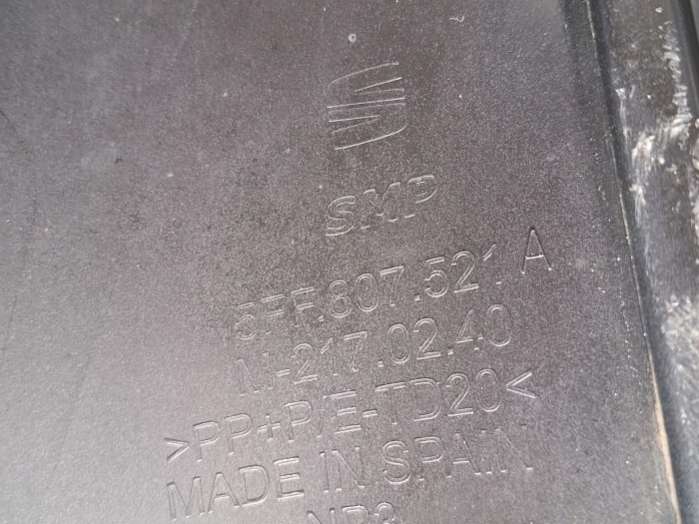 SMP
5FF.807.521 A
M-217.02.40
>PP+P/E-TD20<
MADE IN SPAIN